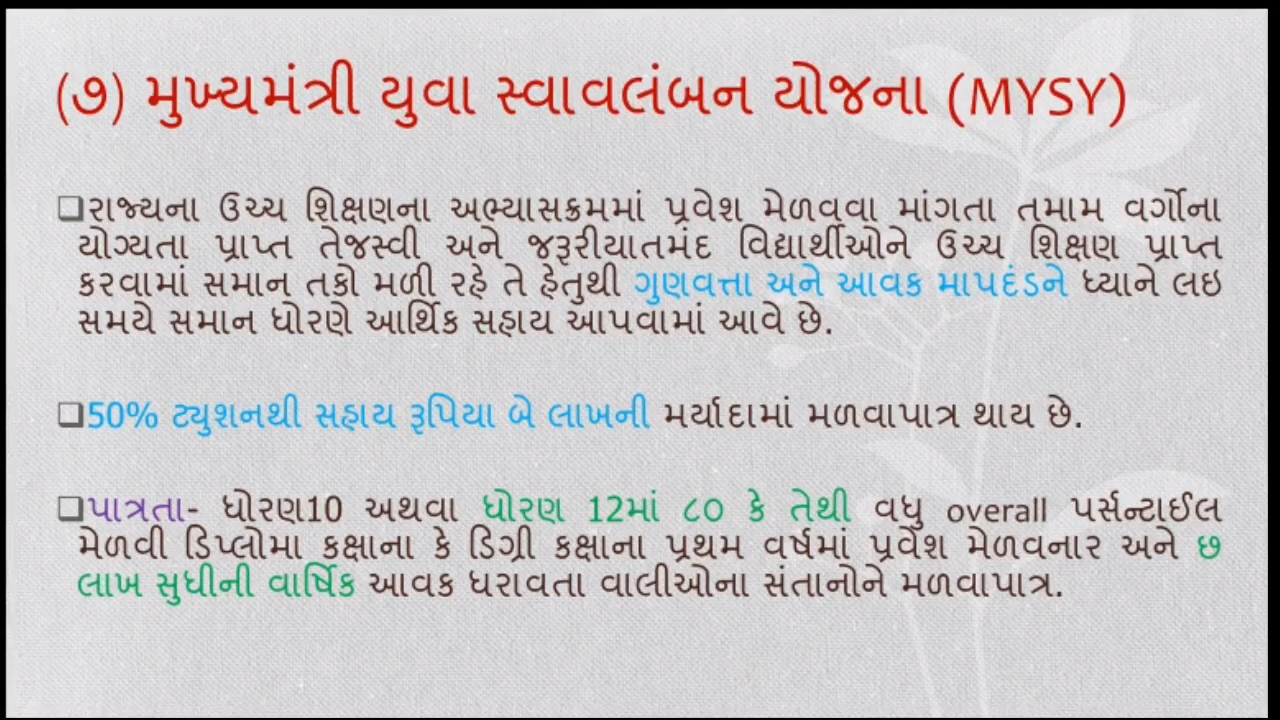 (૭) મુખ્યમંત્રી યુવા સ્વાવલંબન યોજના (MYSY)
❑રાજ્યના ઉચ્ચ શિક્ષણના અભ્યાસક્રમમાં પ્રવેશ મેળવવા માંગતા તમામ વર્ગોના
યોગ્યતા પ્રાપ્ત તેજસ્વી અને જરૂરીયાતમંદ વિદ્યાર્થીઓને ઉચ્ચ શિક્ષણ પ્રાપ્ત
કરવામાં સમાન તકો મળી રહે તે હેતુથી ગુણવત્તા અને આવક માપદંડને ધ્યાને લઇ
સમયે સમાન ધોરણે આર્થિક સહાય આપવામાં આવે છે.
❑50% ટ્યુશનથી સહાય રૂપિયા બે લાખની મર્યાદામાં મળવાપાત્ર થાય છે.
❑પાત્રતા- ધોરણ10 અથવા ધોરણ 12માં ૮૦ કે તેથી વધુ overall પર્સન્ટાઈલ
મેળવી ડિપ્લોમા કક્ષાના કે ડિગ્રી કક્ષાના પ્રથમ વર્ષમાં પ્રવેશ મેળવનાર અને છ
લાખ સુધીની વાર્ષિક આવક ધરાવતા વાલીઓના સંતાનોને મળવાપાત્ર.